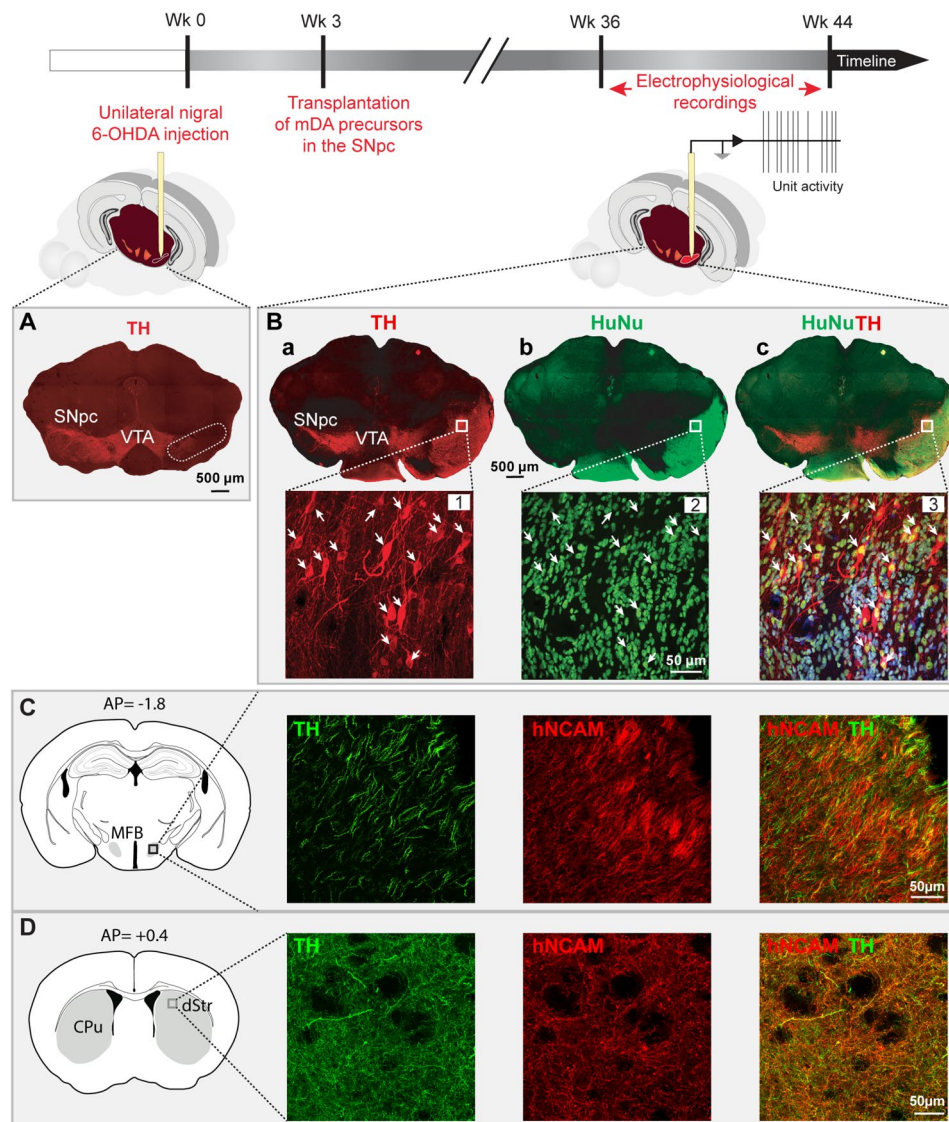 Wk 0
Wk 3
Wk 36
Wk 44
Timeline
Unilateral nigral
6-OHDA injection
Transplantation
of mDA precursors
in the SNpc
Electrophysiological
recordings
Unit activity
A
TH
SNpc
VTA
500 µm
B
TH
HuNu
HuNuTH
a
b
c
SNpc
VTA
500 µm
1
2
3
50 µm
50 µm
C
AP= -1.8
MFB
TH
hNCAM
hNCAM TH
50µm
D
AP= +0.4
CPu
dStr
TH
hNCAM
hNCAM TH
50µm